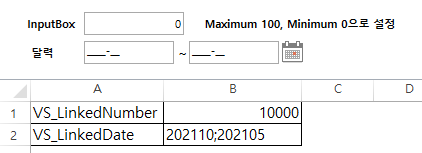 InputBox 0 Maximum 100, Minimum 0으로 설정
달력 ____-__ ~ ____-__
A B C D
1 VS_LinkedNumber 10000
2 VS_LinkedDate 202110;202105